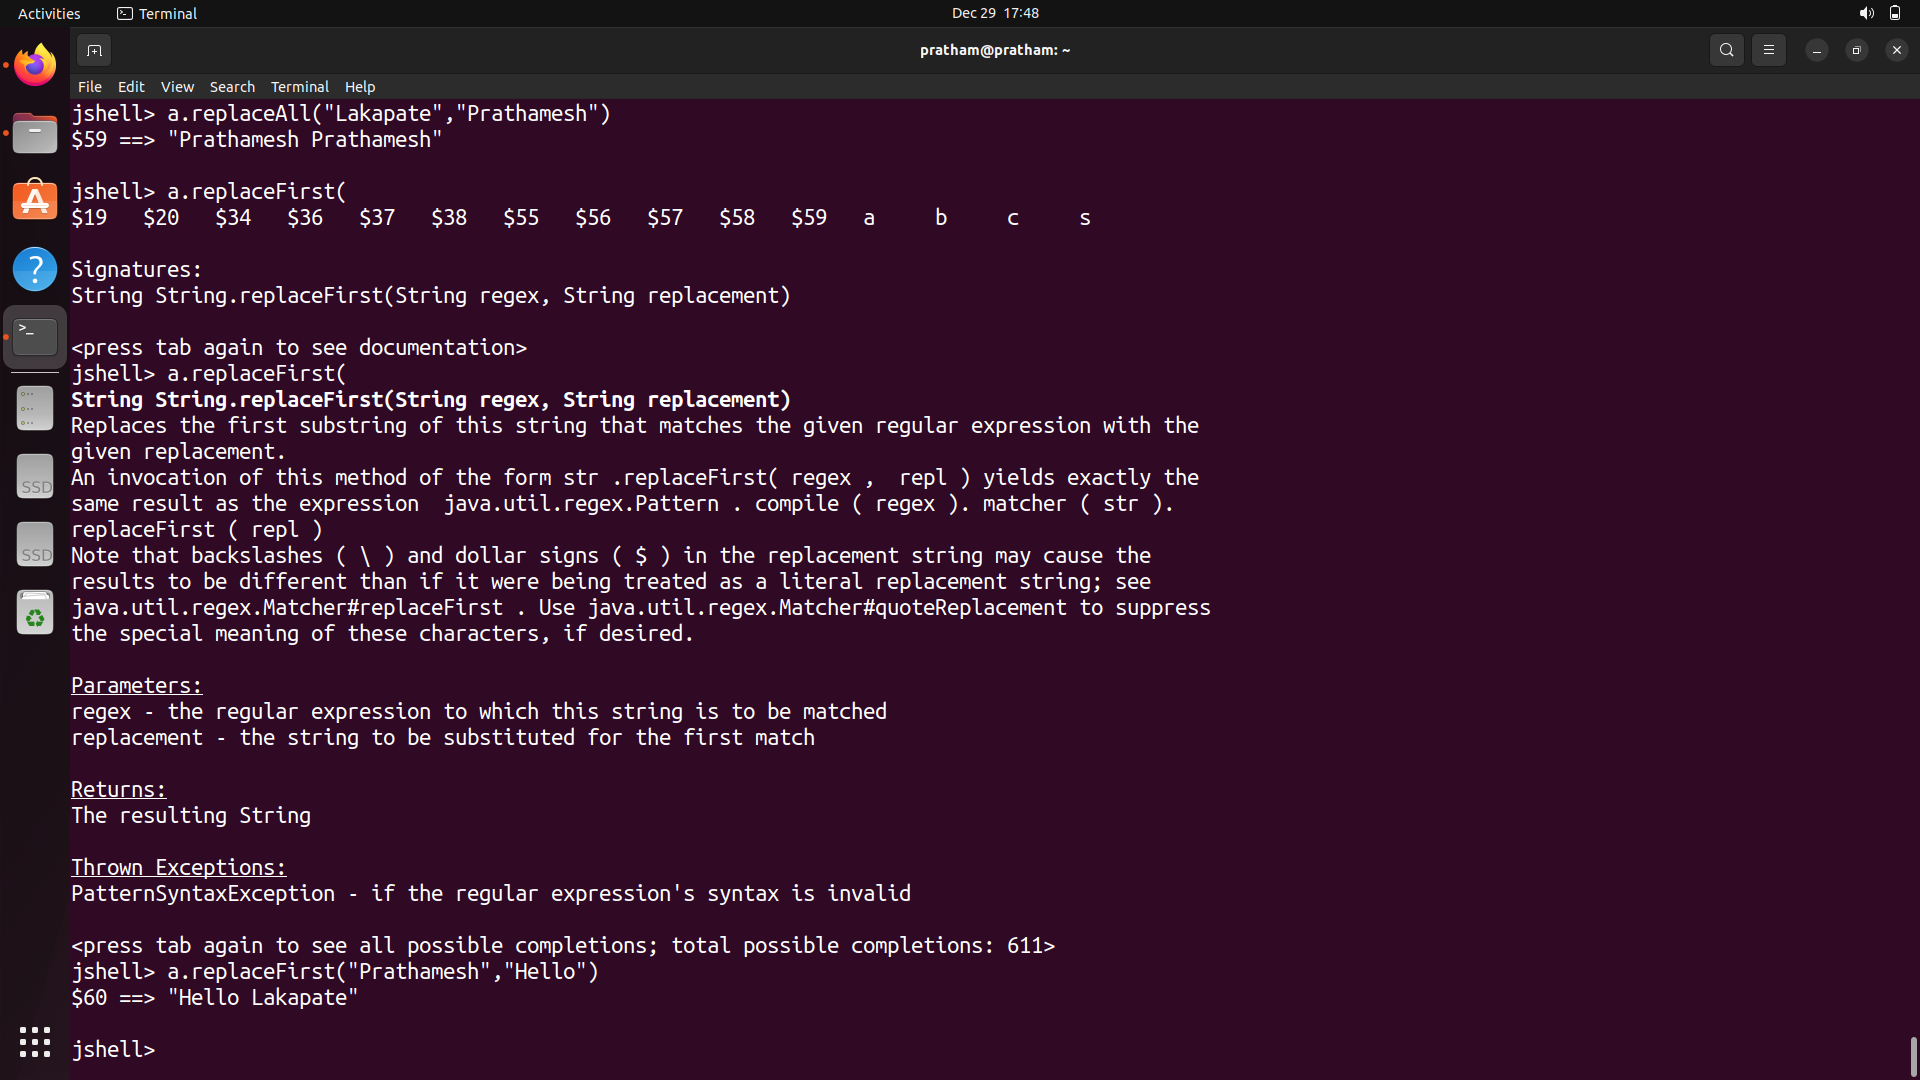 Activities
Terminal
Dec 29 17:48
pratham@pratham: ~
File Edit View Search Terminal Help
jshell> a.replaceAll("Lakapate","Prathamesh")
$59 ==> "Prathamesh Prathamesh"
jshell> a.replaceFirst(
$19 $20 $34 $36 $37 $38 $55 $56 $57 $58 $59 a b c s
Signatures:
String String.replaceFirst(String regex, String replacement)
<press tab again to see documentation>
jshell> a.replaceFirst(
String String.replaceFirst(String regex, String replacement)
Replaces the first substring of this string that matches the given regular expression with the
given replacement.
An invocation of this method of the form str .replaceFirst( regex ,  repl ) yields exactly the
same result as the expression  java.util.regex.Pattern . compile ( regex ). matcher ( str ).
replaceFirst ( repl )
Note that backslashes ( \ ) and dollar signs ( $ ) in the replacement string may cause the
results to be different than if it were being treated as a literal replacement string; see
java.util.regex.Matcher#replaceFirst . Use java.util.regex.Matcher#quoteReplacement to suppress
the special meaning of these characters, if desired.
Parameters:
regex - the regular expression to which this string is to be matched
replacement - the string to be substituted for the first match
Returns:
The resulting String
Thrown Exceptions:
PatternSyntaxException - if the regular expression's syntax is invalid
<press tab again to see all possible completions; total possible completions: 611>
jshell> a.replaceFirst("Prathamesh","Hello")
$60 ==> "Hello Lakapate"
jshell>
SSD
SSD